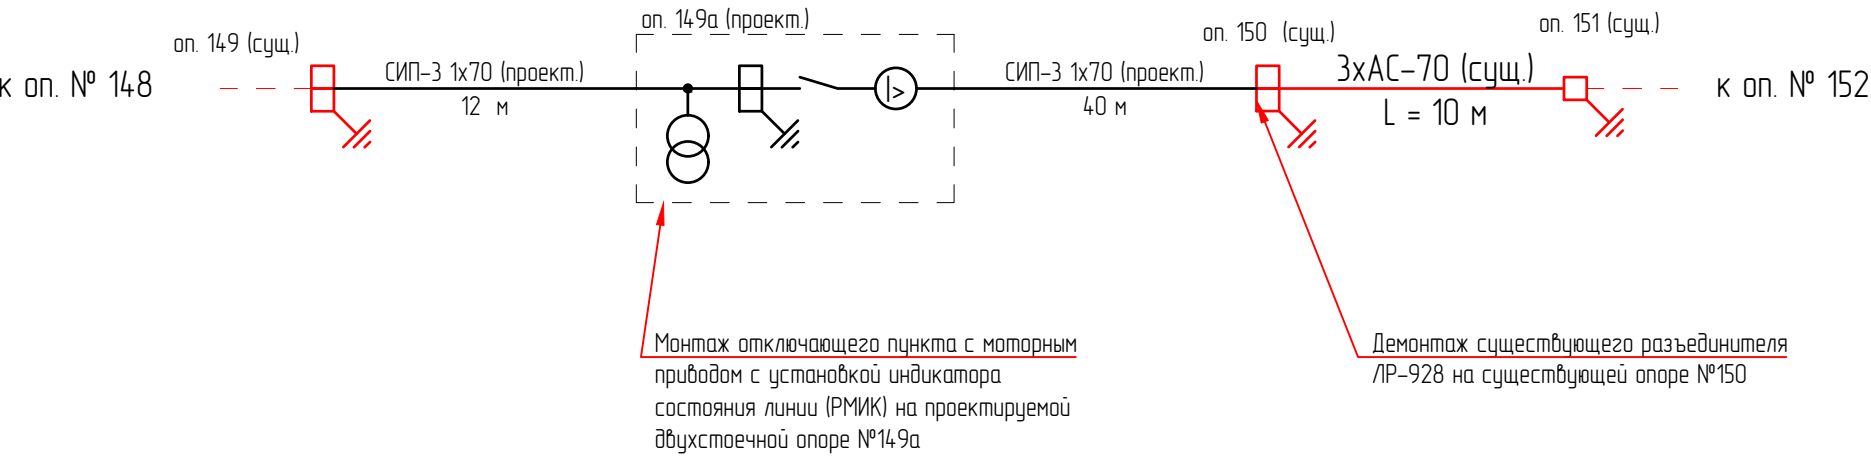 оп. 149а (проект.)
оп. 149 (сущ.)
оп. 150 (сущ.)
оп. 151 (сущ.)
к оп. № 148
СИП-3 1х70 (проект.)
12 м
СИП-3 1х70 (проект.)
40 м
3хАС-70 (сущ.)
L = 10 м
к оп. № 152
|>
Монтаж отключающего пункта с моторным
приводом с установкой индикатора
состояния линии (РМИК) на проектируемой
двухстоечной опоре №149а
Демонтаж существующего разъединителя
ЛР-928 на существующей опоре №150